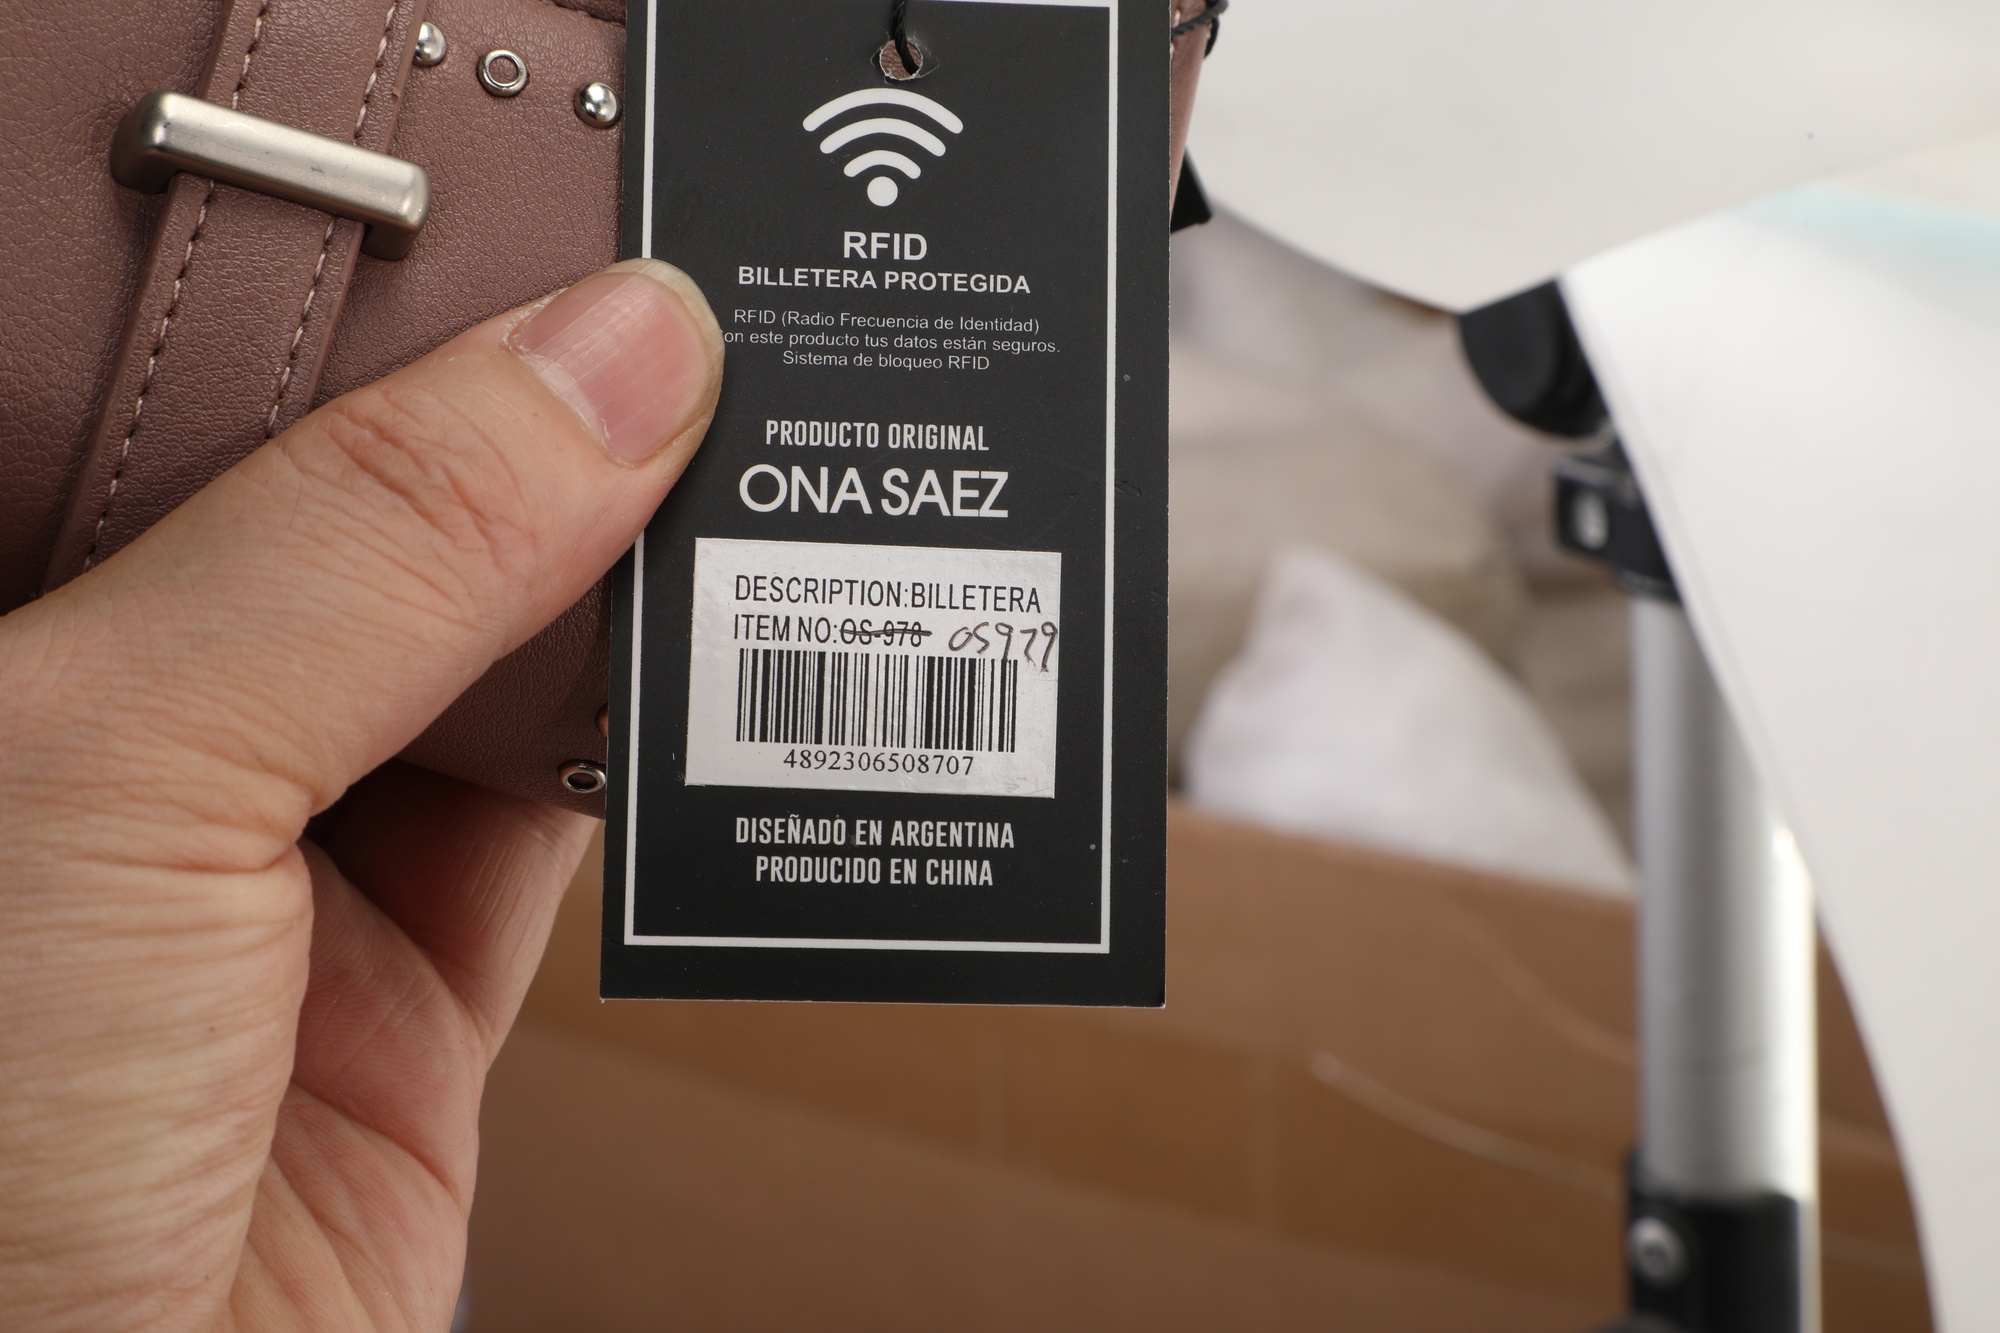 RFID
BILLETERA PROTEGIDA
RFID (Radio Frecuencia de Identidad)
on este producto tus datos están seguros.
Sistema de bloqueo RFID
PRODUCTO ORIGINAL
ONA SAEZ
DESCRIPTION:BILLETERA
ITEM NO:OS-978 OS979
4892306508707
DISEÑADO EN ARGENTINA
PRODUCIDO EN CHINA